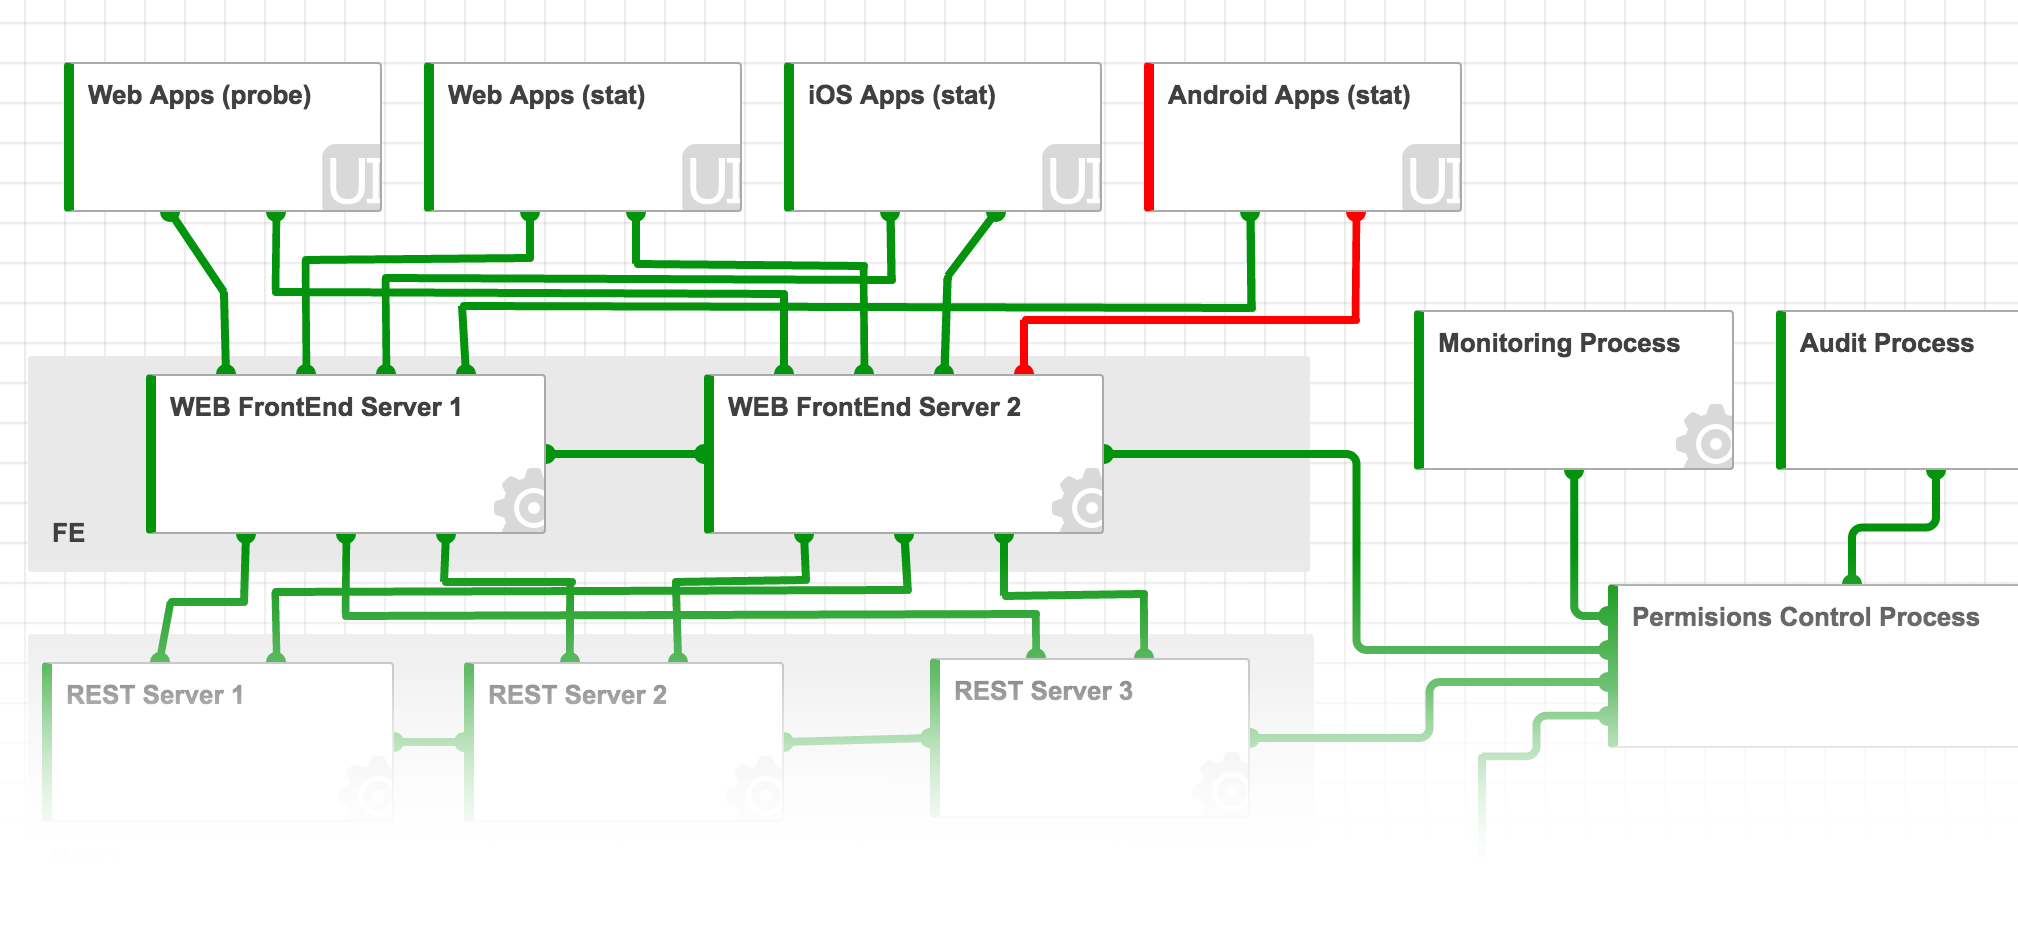 Web Apps (probe)
Web Apps (stat)
iOS Apps (stat)
Android Apps (stat)
UI
UI
UI
UI
Monitoring Process
Audit Process
WEB FrontEnd Server 1
WEB FrontEnd Server 2
FE
Permisions Control Process
REST Server 1
REST Server 2
REST Server 3